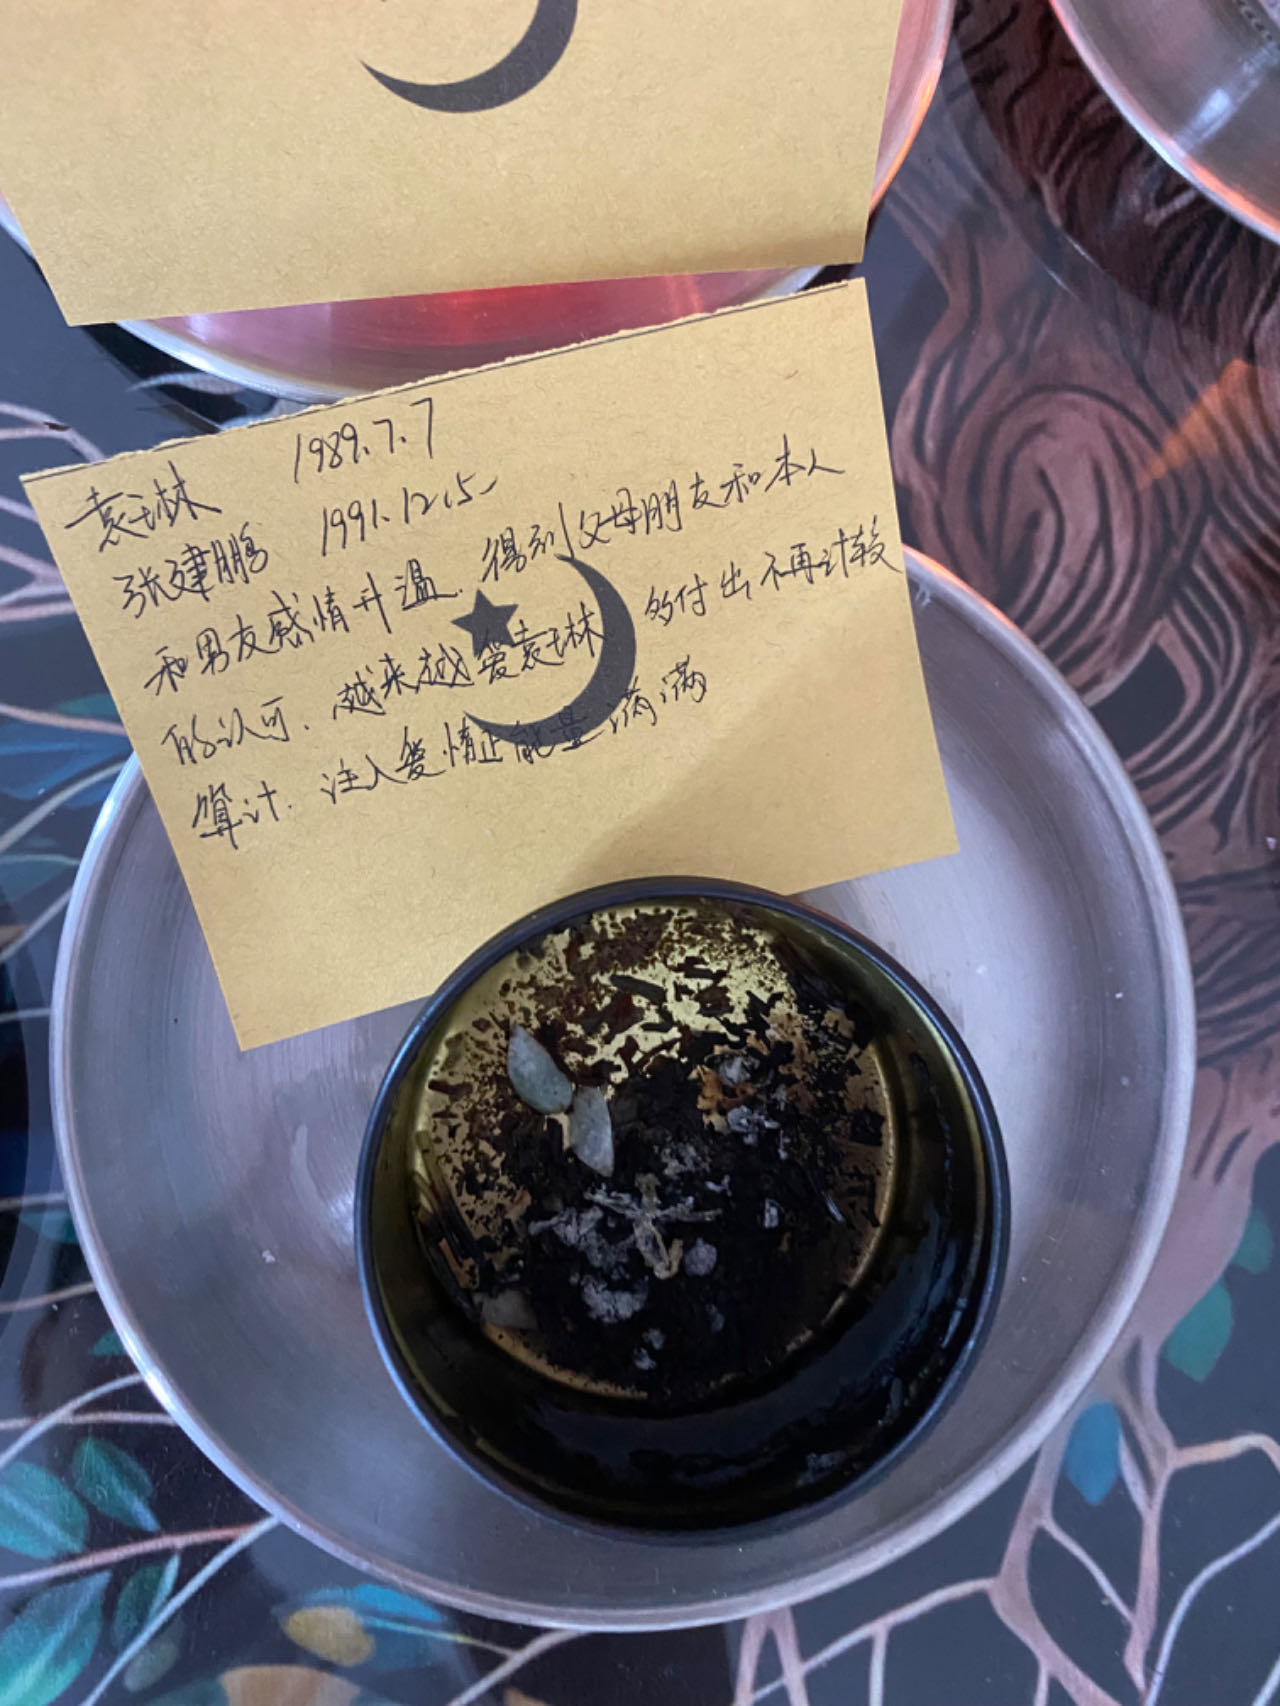 袁琳 1989.7.7
张建鹏 1991.12.5
和男友感情升温. 得到父母朋友和本人
的认可. 越来越爱袁琳 多付出不再计较
算计. 注入爱情正能量满满